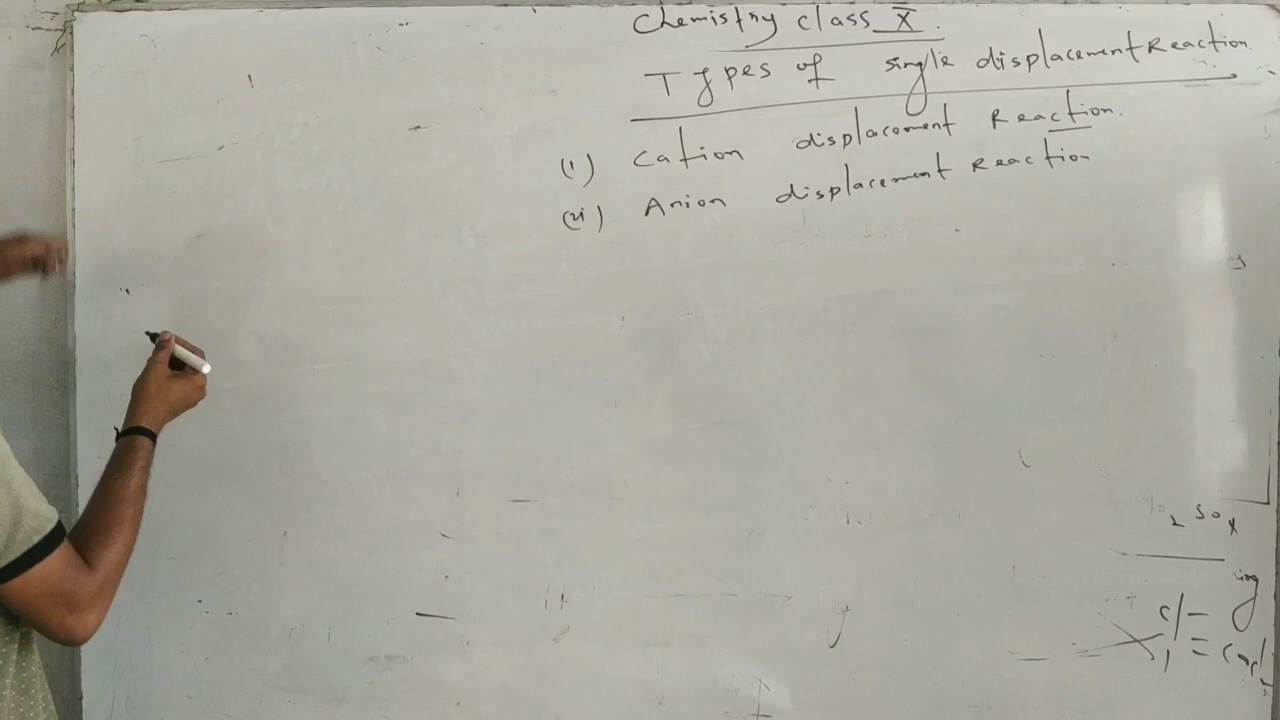 Chemistry class X.
Types of single displacement Reaction.
(i) Cation displacement Reaction.
(ii) Anion displacement Reaction